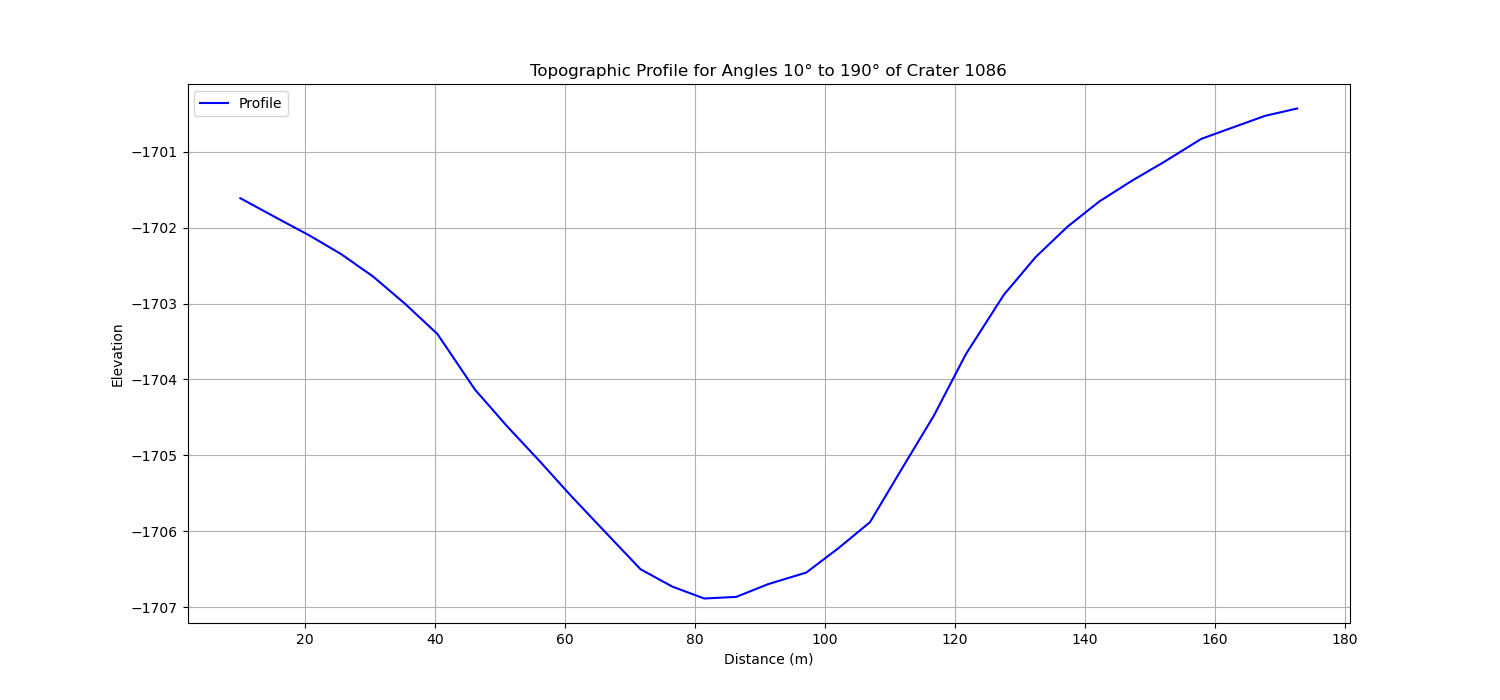 Topographic Profile for Angles 10° to 190° of Crater 1086
Profile
Elevation
−1701
−1702
−1703
−1704
−1705
−1706
−1707
20 40 60 80 100 120 140 160 180
Distance (m)